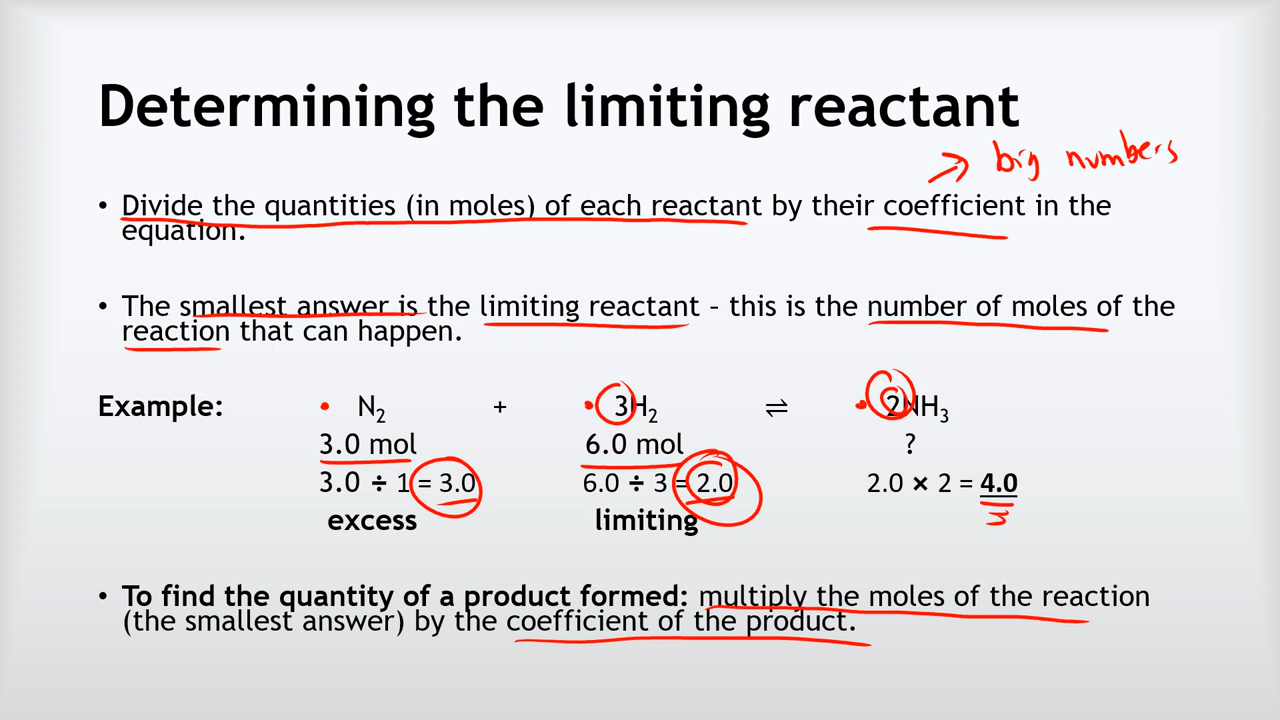 Determining the limiting reactant
→ big numbers
• Divide the quantities (in moles) of each reactant by their coefficient in the
equation.
• The smallest answer is the limiting reactant – this is the number of moles of the
reaction that can happen.
Example: N₂ + 3H₂ ⇌ 2NH₃
3.0 mol 6.0 mol ?
3.0 ÷ 1 = 3.0 6.0 ÷ 3 = 2.0 2.0 × 2 = 4.0
excess limiting
• To find the quantity of a product formed: multiply the moles of the reaction
(the smallest answer) by the coefficient of the product.